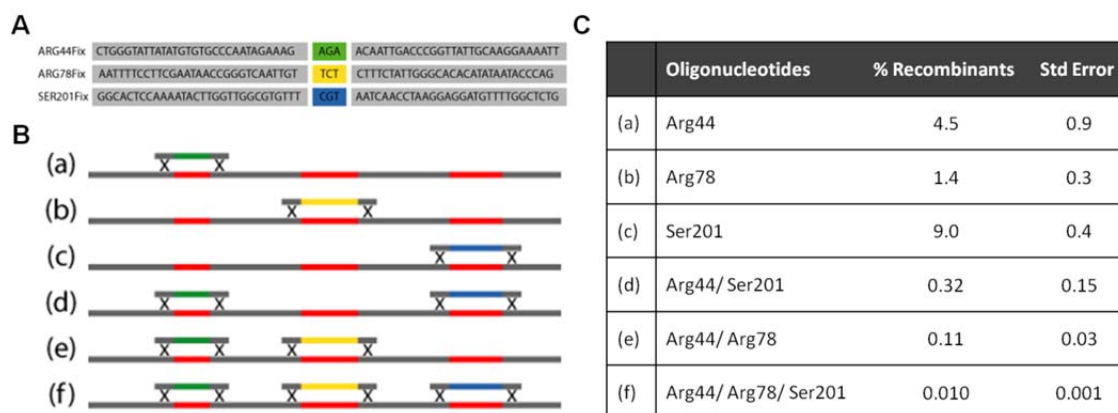 A
ARG44Fix CTGGGTATTATATGTGTGCCCAATAGAAAG AGA ACAATTGACCCGGTTATTGCAAGGAAAATT
ARG78Fix AATTTTCCTTCGAATAACCGGGTCAATTGT TCT CTTTCTATTGGGCACACATATAATACCCAG
SER201Fix GGCACTCCAAAATACTTGGTTGGCGTGTTT CGT AATCAACCTAAGGAGGATGTTTTGGCTCTG
B
(a)
X X
(b)
X X
(c)
X X
(d)
X X X X
(e)
X X X X
(f)
X X X X X X
C
Oligonucleotides % Recombinants Std Error
(a) Arg44 4.5 0.9
(b) Arg78 1.4 0.3
(c) Ser201 9.0 0.4
(d) Arg44/ Ser201 0.32 0.15
(e) Arg44/ Arg78 0.11 0.03
(f) Arg44/ Arg78/ Ser201 0.010 0.001